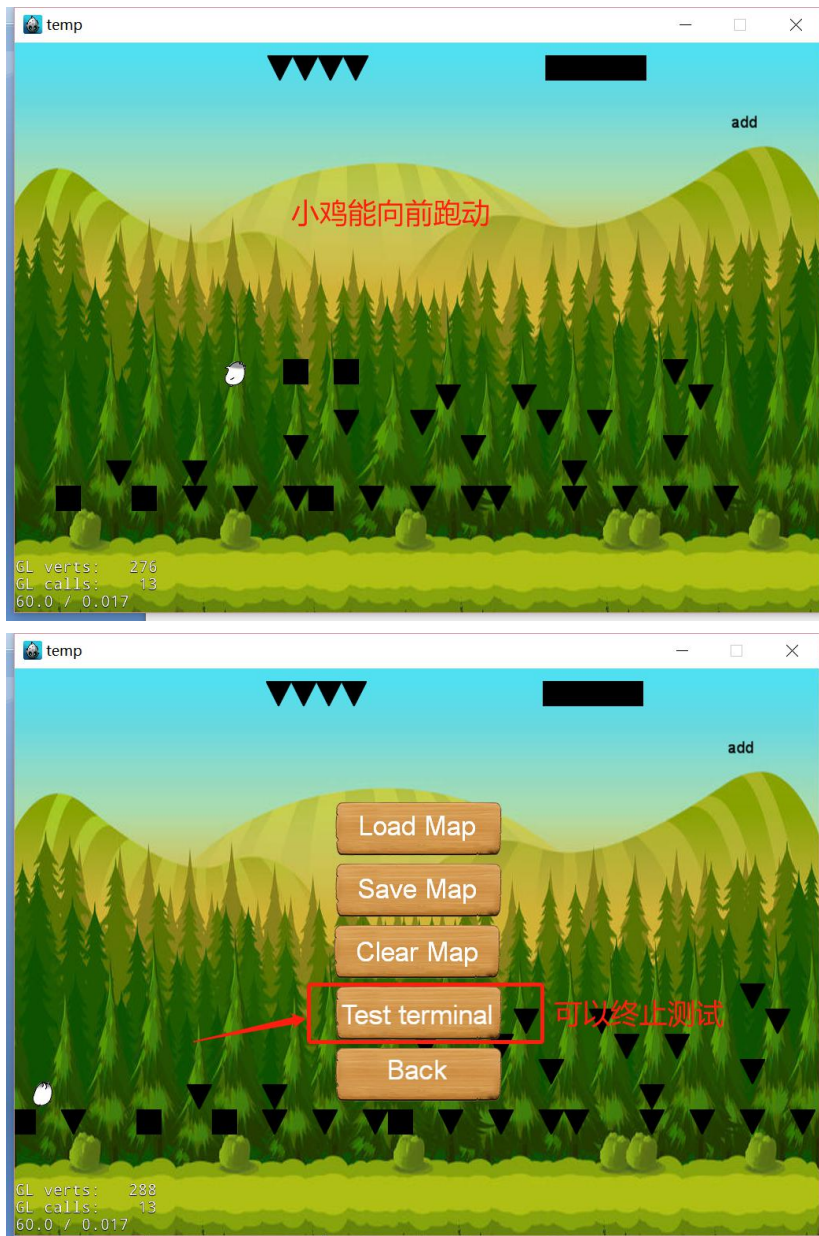 temp
add
小鸡能向前跑动
GL verts: 276
GL calls: 13
60.0 / 0.017
temp
add
Load Map
Save Map
Clear Map
Test terminal
可以终止测试
Back
GL verts: 288
GL calls: 13
60.0 / 0.017